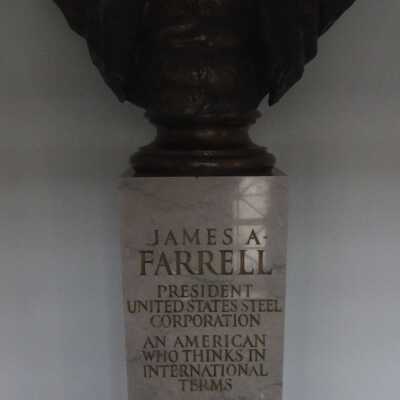 JAMES A·
FARRELL
PRESIDENT
UNITED STATES STEEL
CORPORATION
AN AMERICAN
WHO THINKS IN
INTERNATIONAL
TERMS